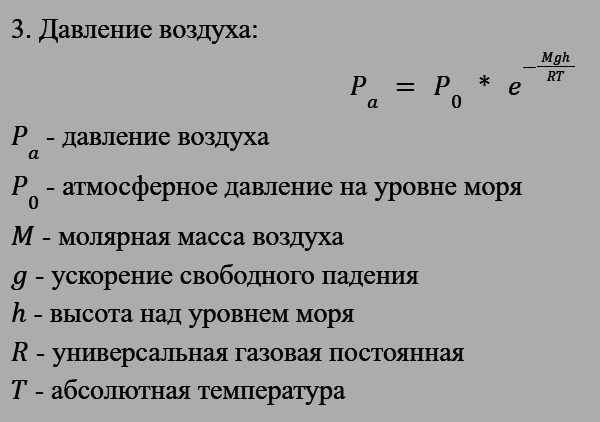 3. Давление воздуха:
P_a = P_0 * e^{-\frac{Mgh}{RT}}
P_a - давление воздуха
P_0 - атмосферное давление на уровне моря
M - молярная масса воздуха
g - ускорение свободного падения
h - высота над уровнем моря
R - универсальная газовая постоянная
T - абсолютная температура